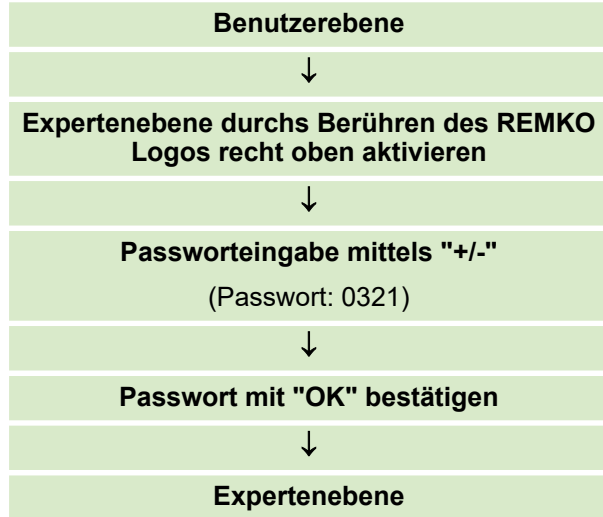 Benutzerebene
↓
Expertenebene durchs Berühren des REMKO
Logos recht oben aktivieren
↓
Passworteingabe mittels "+/-"
(Passwort: 0321)
↓
Passwort mit "OK" bestätigen
↓
Expertenebene